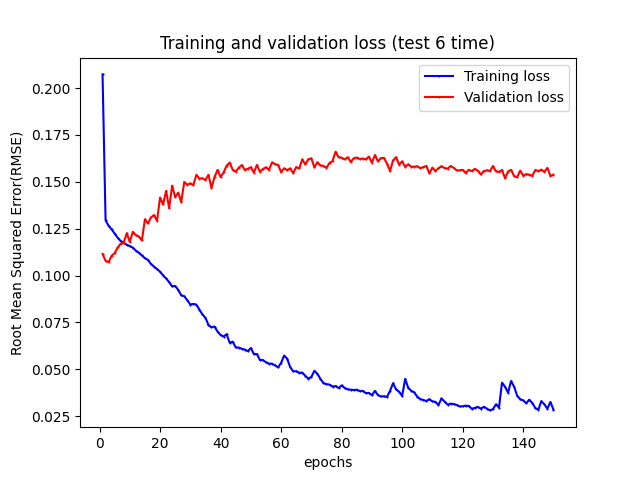 Training and validation loss (test 6 time)
Training loss
Validation loss
Root Mean Squared Error(RMSE)
0.200
0.175
0.150
0.125
0.100
0.075
0.050
0.025
0 20 40 60 80 100 120 140
epochs